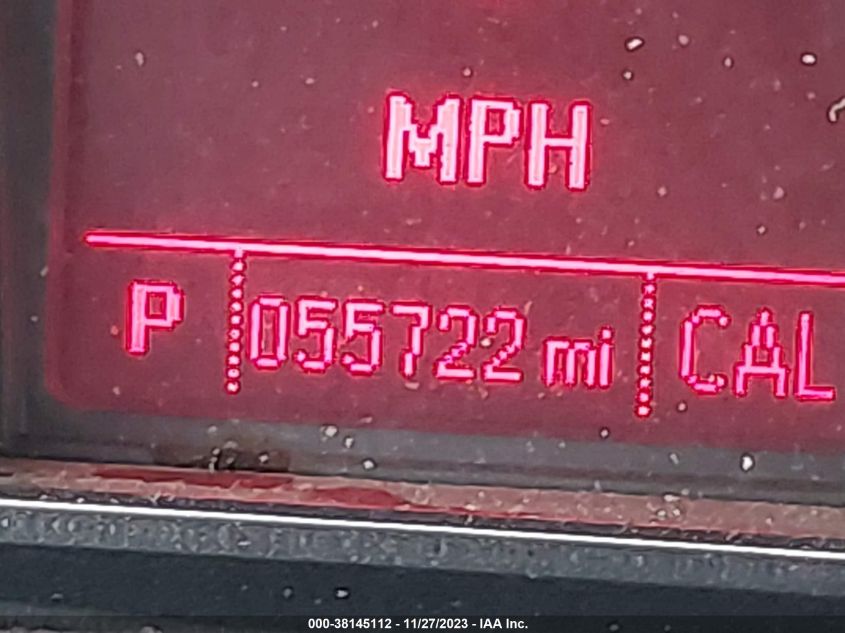 MPH
P 055722 mi CAL
000-38145112 - 11/27/2023 - IAA Inc.